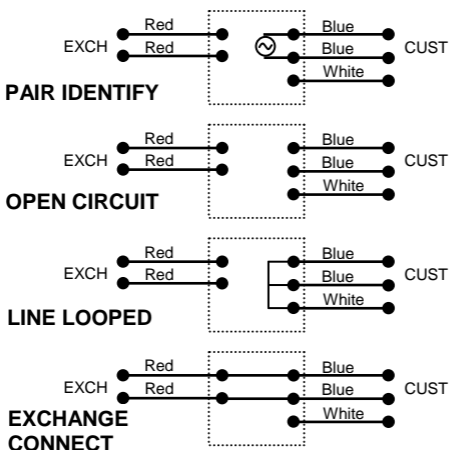 Red Blue
EXCH Red Blue CUST
White
PAIR IDENTIFY
Red Blue
EXCH Red Blue CUST
White
OPEN CIRCUIT
Red Blue
EXCH Red Blue CUST
White
LINE LOOPED
Red Blue
EXCH Red Blue CUST
White
EXCHANGE
CONNECT